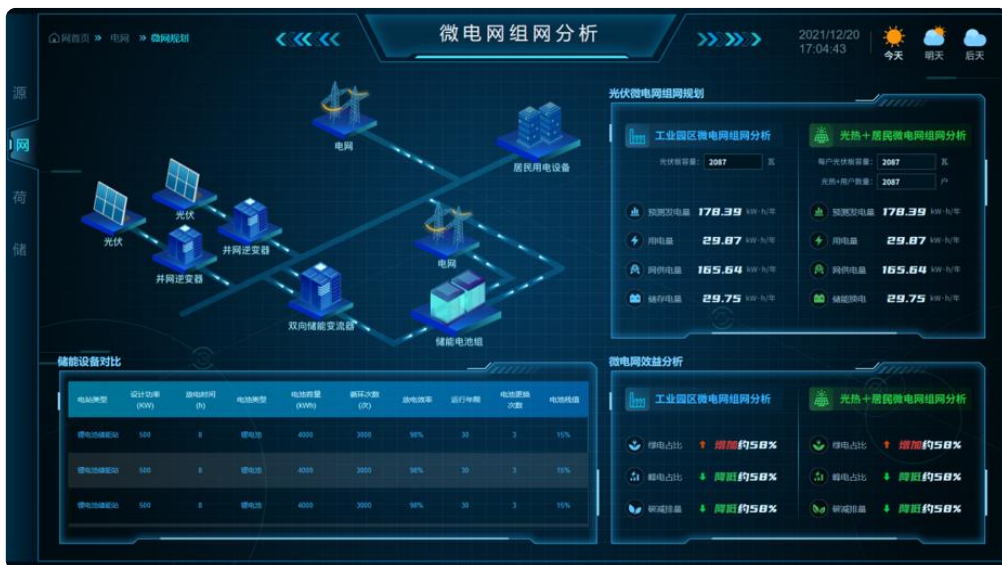 网首页 » 电网 » 微网规划
微电网组网分析
2021/12/20
17:04:43
今天 明天 后天
源
网
荷
储
电网
居民用电设备
光伏
光伏
并网逆变器
并网逆变器
电网
双向储能变流器
储能电池组
光伏微电网组网规划
工业园区微电网组网分析
光伏板容量: 2087 瓦
预测发电量 178.39 kW·h/年
用电量 29.87 kW·h/年
网供电量 165.64 kW·h/年
储存电量 29.75 kW·h/年
光热+居民微电网组网分析
每户光伏板容量: 2087 瓦
光热+用户数量: 2087 户
预测发电量 178.39 kW·h/年
用电量 29.87 kW·h/年
网供电量 165.64 kW·h/年
储能换电 29.75 kW·h/年
储能设备对比
电站类型 设计功率(KW) 放电时间(h) 电池类型 电池容量(KWh) 循环次数(次) 放电效率 运行年限 电池更换次数 电池残值
锂电池储能站 500 8 锂电池 4000 3000 98% 30 3 15%
锂电池储能站 500 8 锂电池 4000 3000 98% 30 3 15%
锂电池储能站 500 8 锂电池 4000 3000 98% 30 3 15%
微电网效益分析
工业园区微电网组网分析
绿电占比 增加约58%
峰电占比 降低约58%
碳减排量 降低约58%
光热+居民微电网组网分析
绿电占比 增加约58%
峰电占比 降低约58%
碳减排量 降低约58%